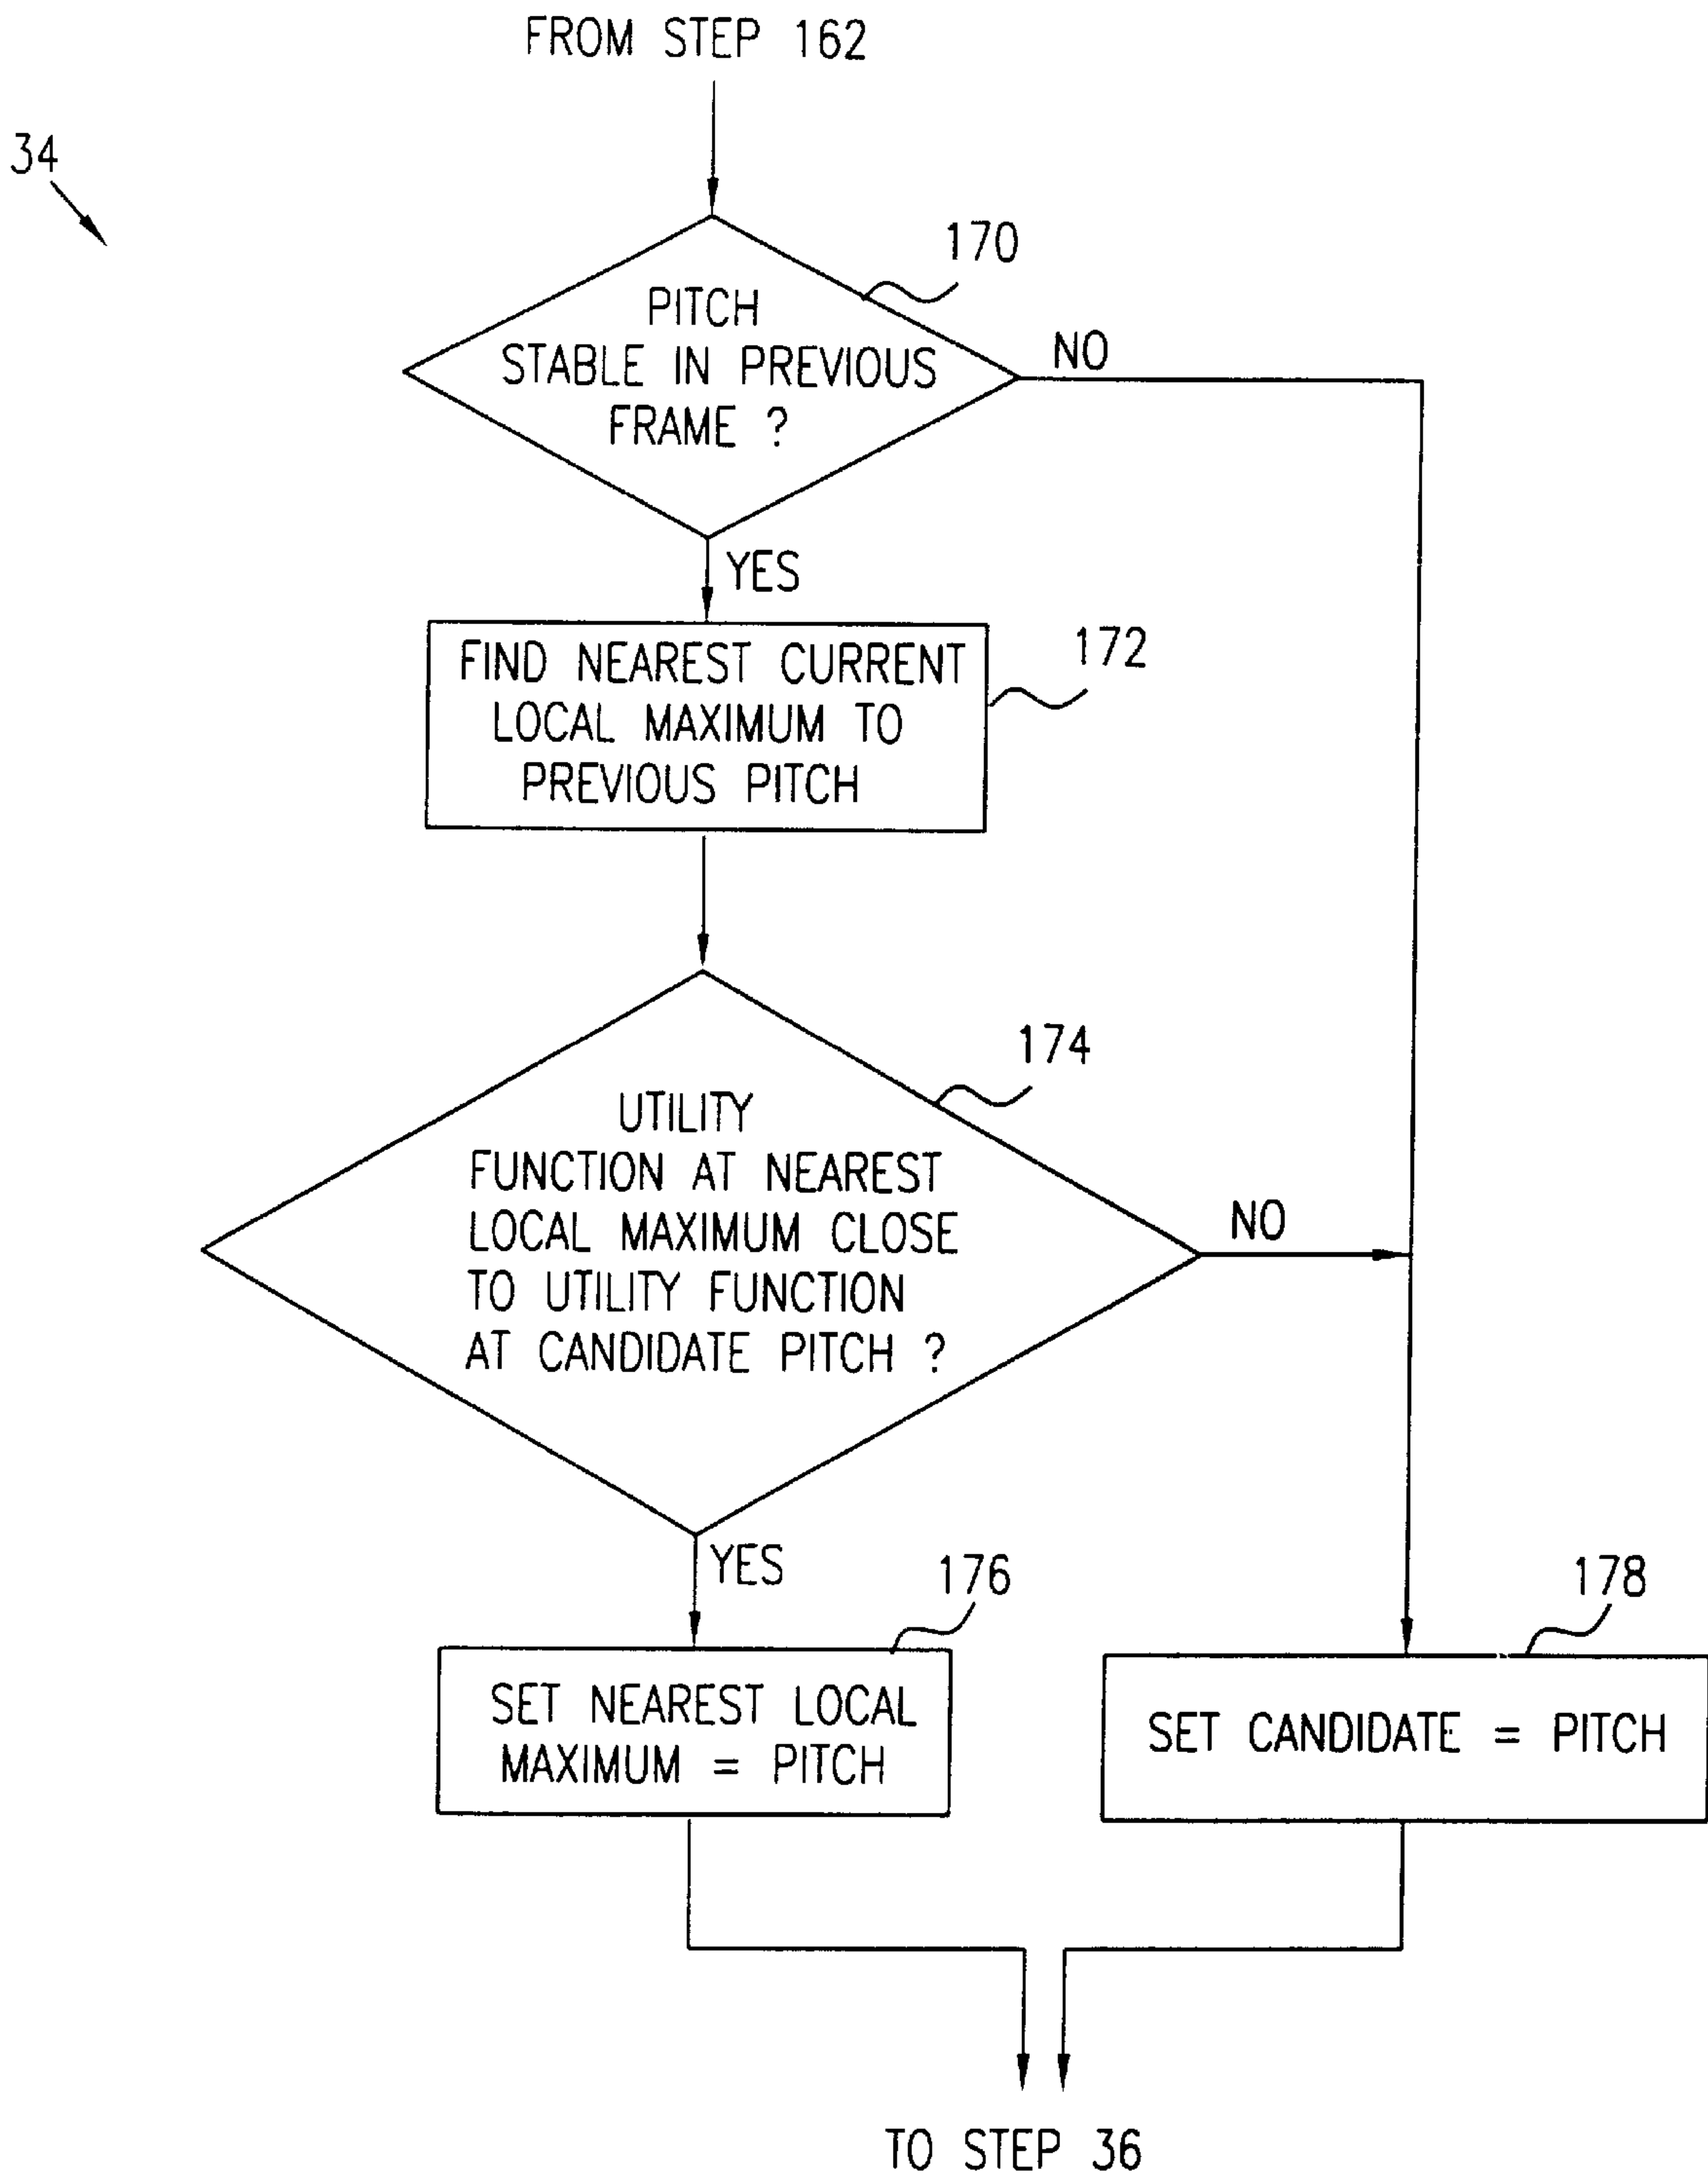 FROM STEP 162
34
170
PITCH
STABLE IN PREVIOUS
FRAME ?
NO
YES
172
FIND NEAREST CURRENT
LOCAL MAXIMUM TO
PREVIOUS PITCH
174
UTILITY
FUNCTION AT NEAREST
LOCAL MAXIMUM CLOSE
TO UTILITY FUNCTION
AT CANDIDATE PITCH ?
NO
YES
176
SET NEAREST LOCAL
MAXIMUM = PITCH
178
SET CANDIDATE = PITCH
TO STEP 36